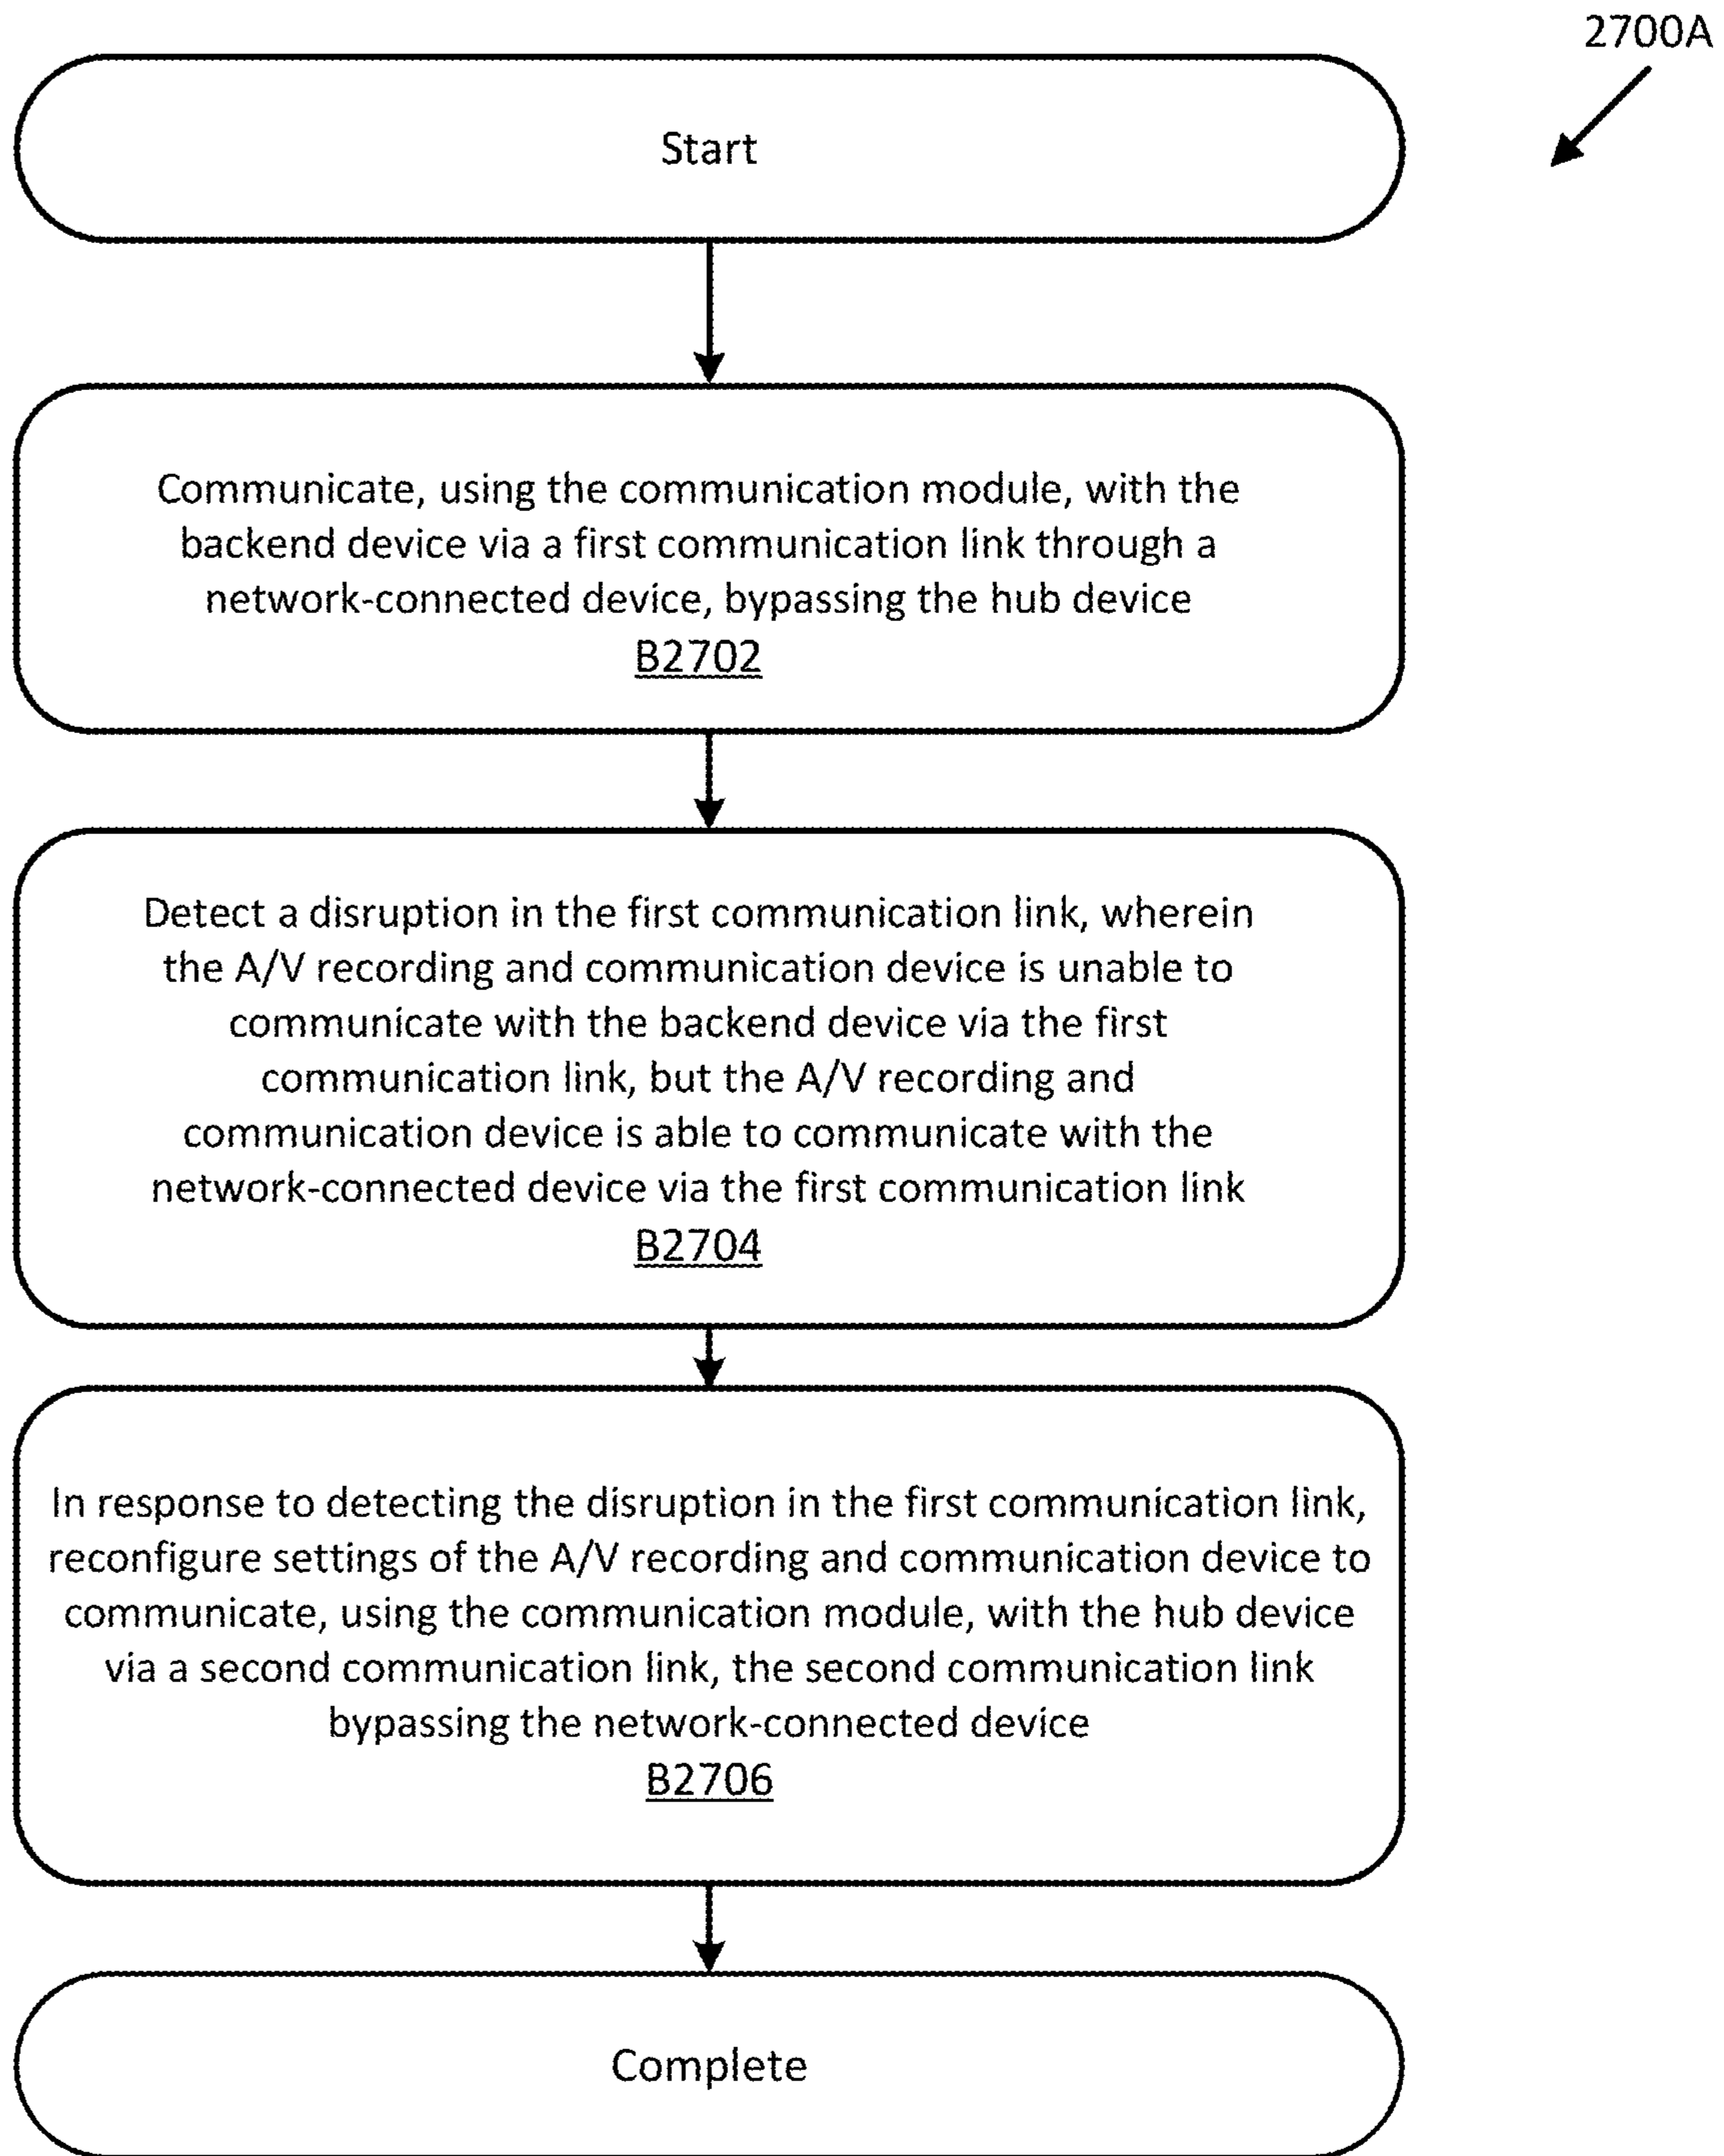 2700A
Start
Communicate, using the communication module, with the
backend device via a first communication link through a
network-connected device, bypassing the hub device
B2702
Detect a disruption in the first communication link, wherein
the A/V recording and communication device is unable to
communicate with the backend device via the first
communication link, but the A/V recording and
communication device is able to communicate with the
network-connected device via the first communication link
B2704
In response to detecting the disruption in the first communication link,
reconfigure settings of the A/V recording and communication device to
communicate, using the communication module, with the hub device
via a second communication link, the second communication link
bypassing the network-connected device
B2706
Complete